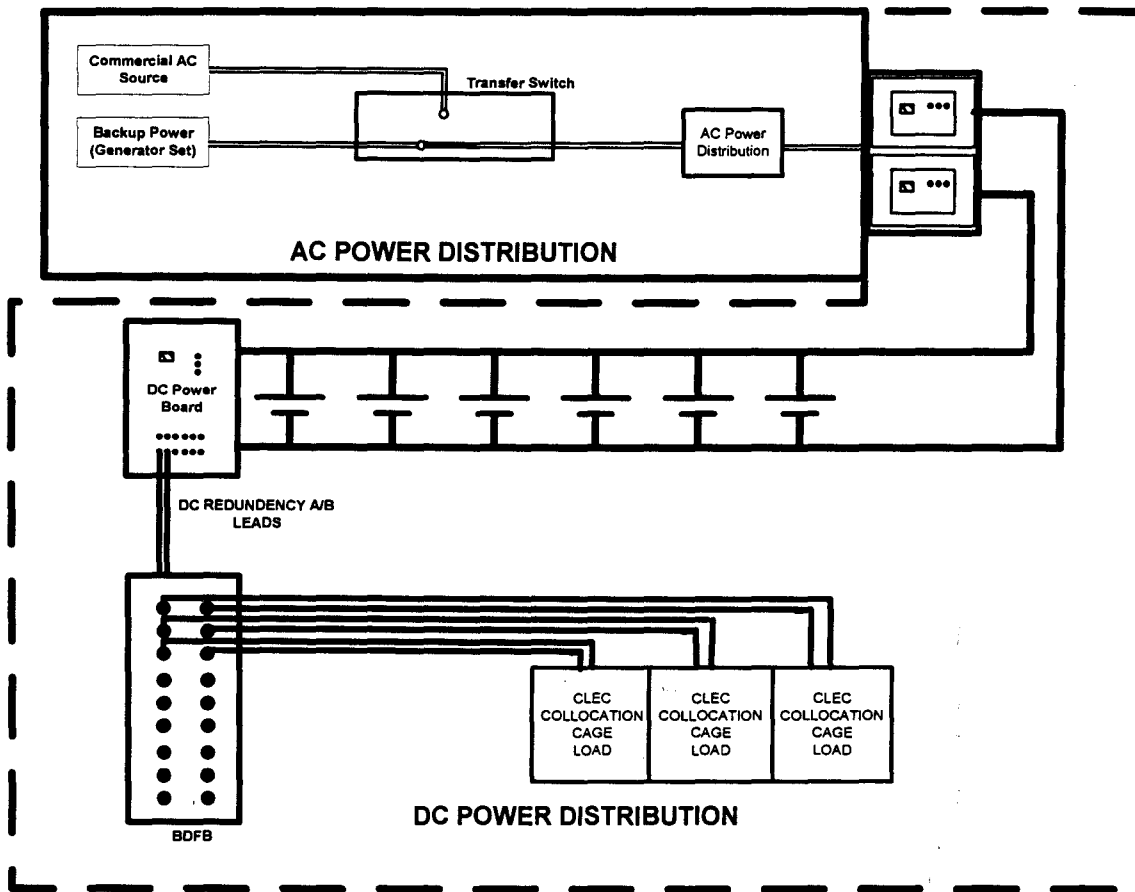 Commercial AC
Source
Transfer Switch
Backup Power
(Generator Set)
AC Power
Distribution
AC POWER DISTRIBUTION
DC Power
Board
DC REDUNDENCY A/B
LEADS
CLEC
COLLOCATION
CAGE
LOAD
CLEC
COLLOCATION
CAGE
LOAD
CLEC
COLLOCATION
CAGE
LOAD
DC POWER DISTRIBUTION
BDFB